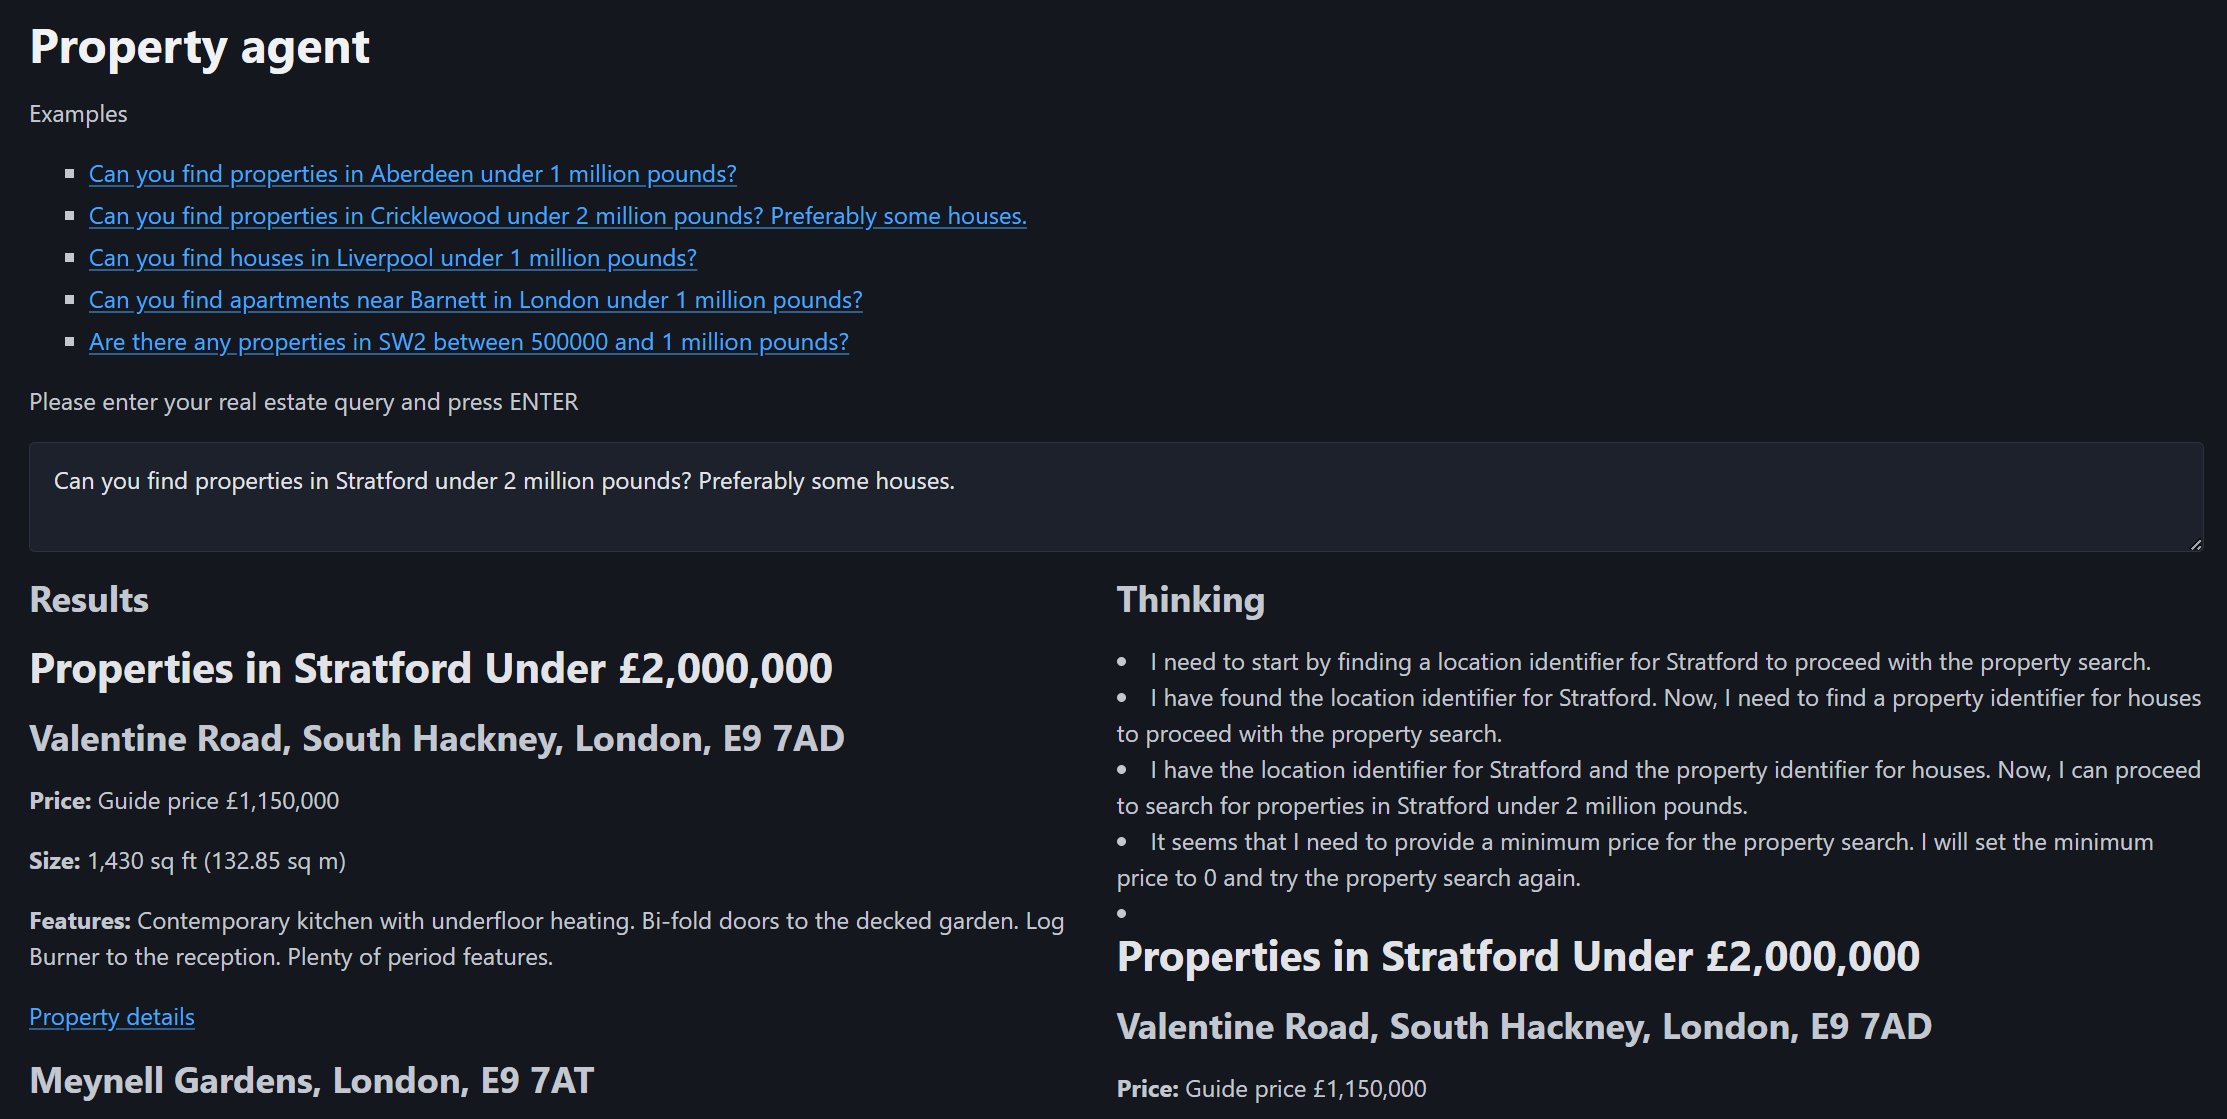 Property agent
Examples
Can you find properties in Aberdeen under 1 million pounds?
Can you find properties in Cricklewood under 2 million pounds? Preferably some houses.
Can you find houses in Liverpool under 1 million pounds?
Can you find apartments near Barnett in London under 1 million pounds?
Are there any properties in SW2 between 500000 and 1 million pounds?
Please enter your real estate query and press ENTER
Can you find properties in Stratford under 2 million pounds? Preferably some houses.
Results
Properties in Stratford Under £2,000,000
Valentine Road, South Hackney, London, E9 7AD
Price: Guide price £1,150,000
Size: 1,430 sq ft (132.85 sq m)
Features: Contemporary kitchen with underfloor heating. Bi-fold doors to the decked garden. Log
Burner to the reception. Plenty of period features.
Property details
Meynell Gardens, London, E9 7AT
Thinking
I need to start by finding a location identifier for Stratford to proceed with the property search.
I have found the location identifier for Stratford. Now, I need to find a property identifier for houses
to proceed with the property search.
I have the location identifier for Stratford and the property identifier for houses. Now, I can proceed
to search for properties in Stratford under 2 million pounds.
It seems that I need to provide a minimum price for the property search. I will set the minimum
price to 0 and try the property search again.
Properties in Stratford Under £2,000,000
Valentine Road, South Hackney, London, E9 7AD
Price: Guide price £1,150,000